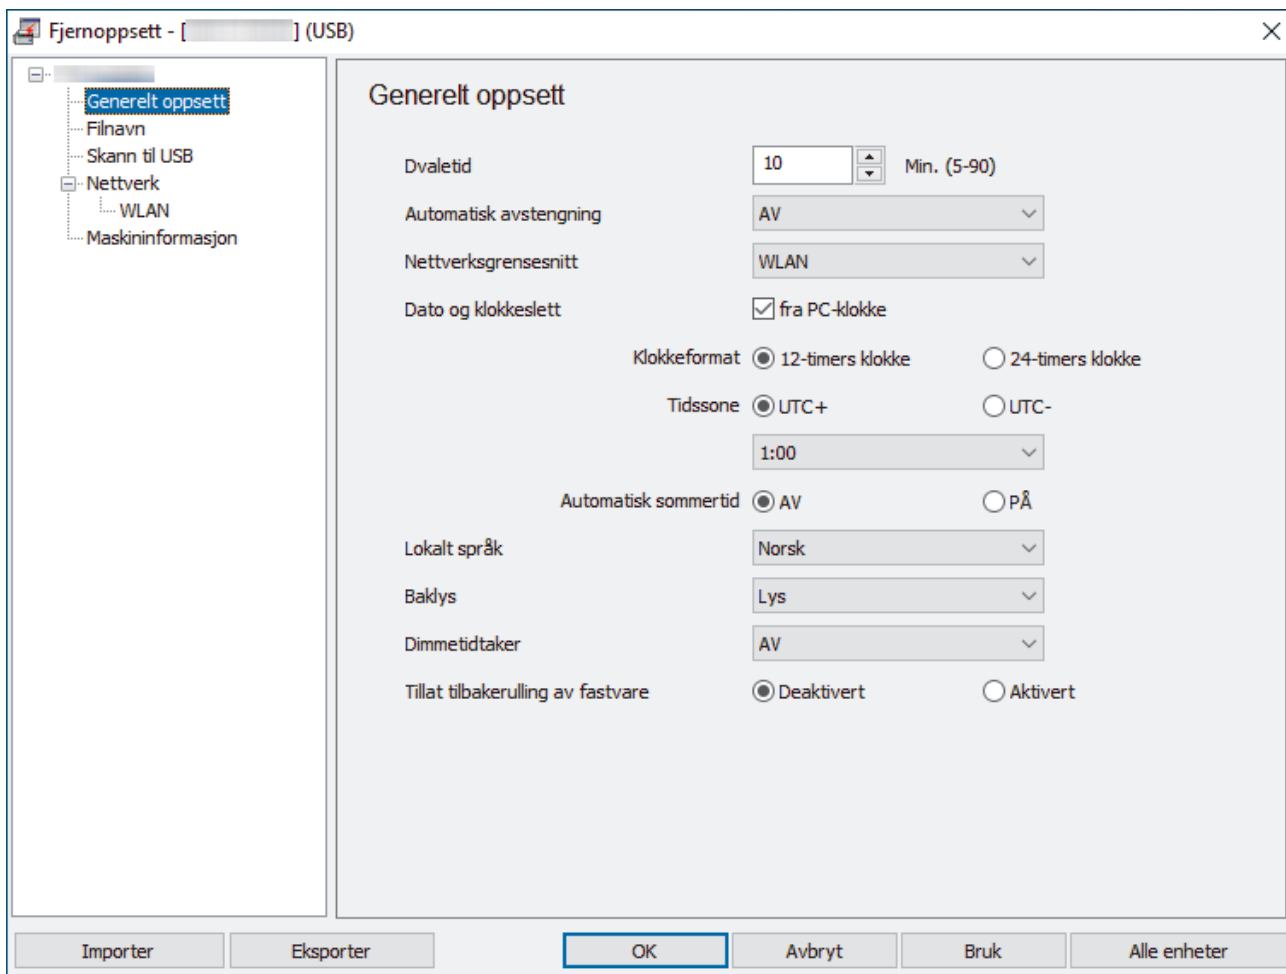 Fjernoppsett - [ ] (USB)
Generelt oppsett
Filnavn
Skann til USB
Nettverk
WLAN
Maskininformasjon
Generelt oppsett
Dvaletid 10 Min. (5-90)
Automatisk avstengning AV
Nettverksgrensesnitt WLAN
Dato og klokkeslett fra PC-klokke
Klokkeformat 12-timers klokke 24-timers klokke
Tidssone UTC+ UTC-
1:00
Automatisk sommertid AV PÅ
Lokalt språk Norsk
Baklys Lys
Dimmetidtaker AV
Tillat tilbakerulling av fastvare Deaktivert Aktivert
Importer Eksporter OK Avbryt Bruk Alle enheter